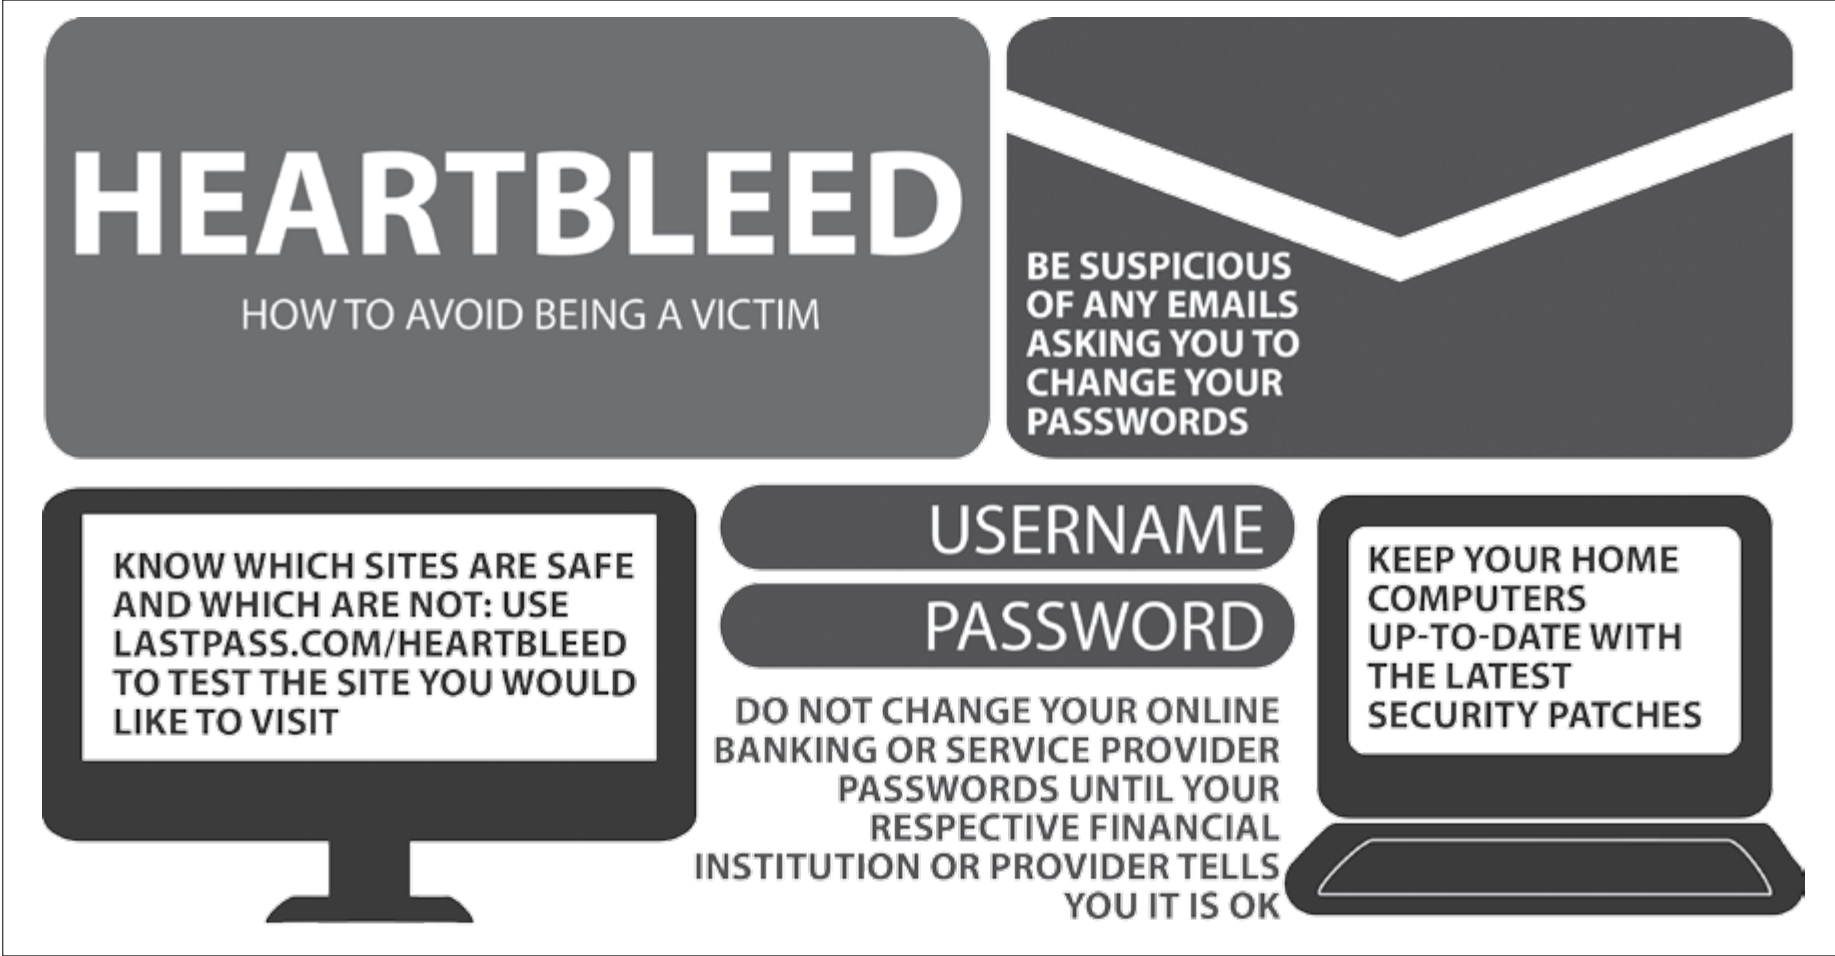 HEARTBLEED
HOW TO AVOID BEING A VICTIM
BE SUSPICIOUS
OF ANY EMAILS
ASKING YOU TO
CHANGE YOUR
PASSWORDS
KNOW WHICH SITES ARE SAFE
AND WHICH ARE NOT: USE
LASTPASS.COM/HEARTBLEED
TO TEST THE SITE YOU WOULD
LIKE TO VISIT
USERNAME
PASSWORD
DO NOT CHANGE YOUR ONLINE
BANKING OR SERVICE PROVIDER
PASSWORDS UNTIL YOUR
RESPECTIVE FINANCIAL
INSTITUTION OR PROVIDER TELLS
YOU IT IS OK
KEEP YOUR HOME
COMPUTERS
UP-TO-DATE WITH
THE LATEST
SECURITY PATCHES